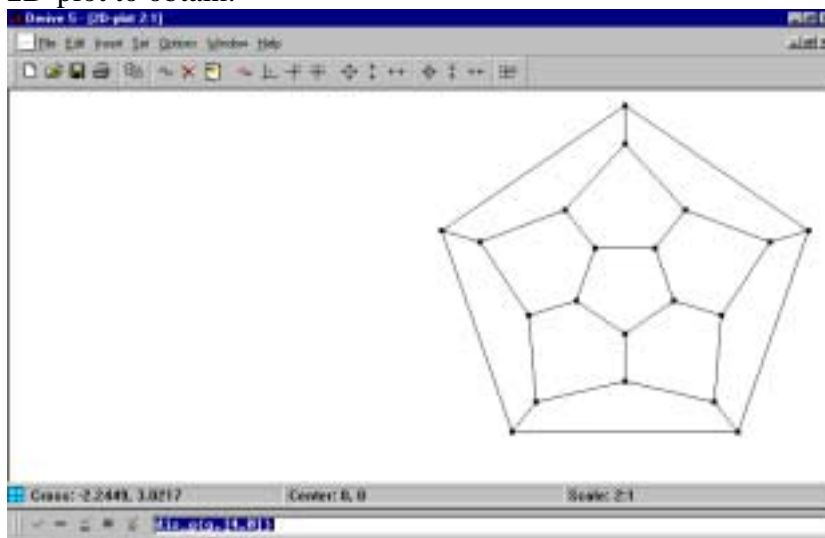 2D-plot to obtain:
Derive 5 - [2D-plot 2:1]
File Edit Insert Set Options Window Help
Cross: -2.2449, 3.0217 Center: 0, 0 Scale: 2:1